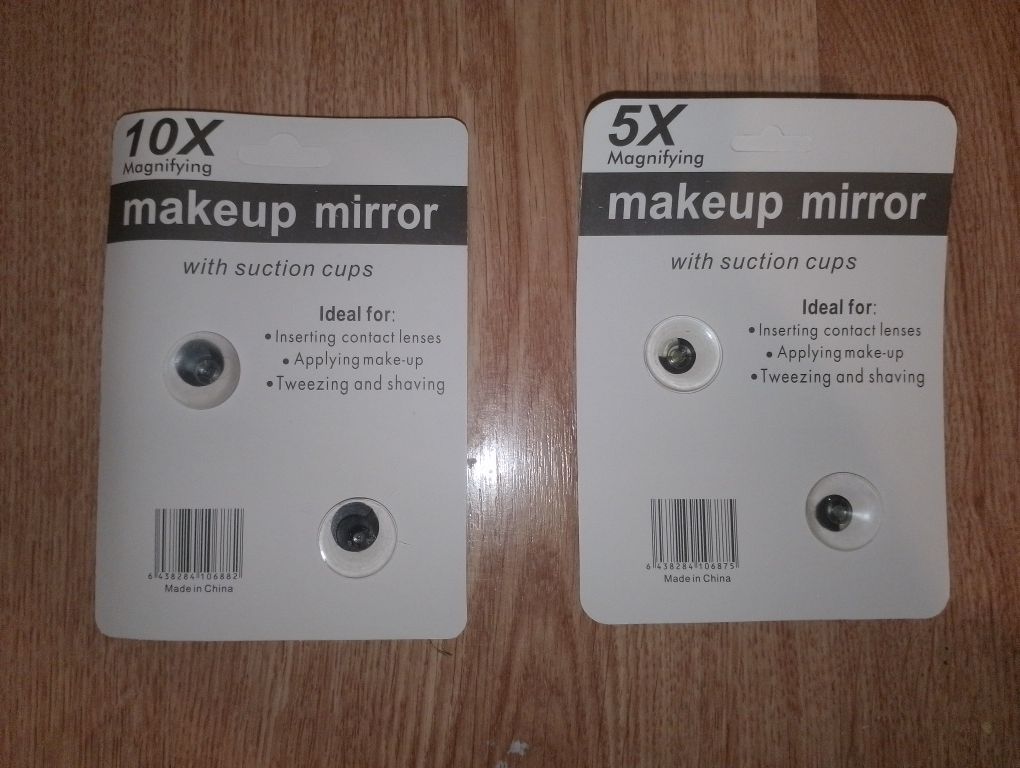 10X
Magnifying
makeup mirror
with suction cups
Ideal for:
•Inserting contact lenses
•Applying make-up
•Tweezing and shaving
6 438284 106882
Made in China
5X
Magnifying
makeup mirror
with suction cups
Ideal for:
•Inserting contact lenses
•Applying make-up
•Tweezing and shaving
6 438284 106875
Made in China